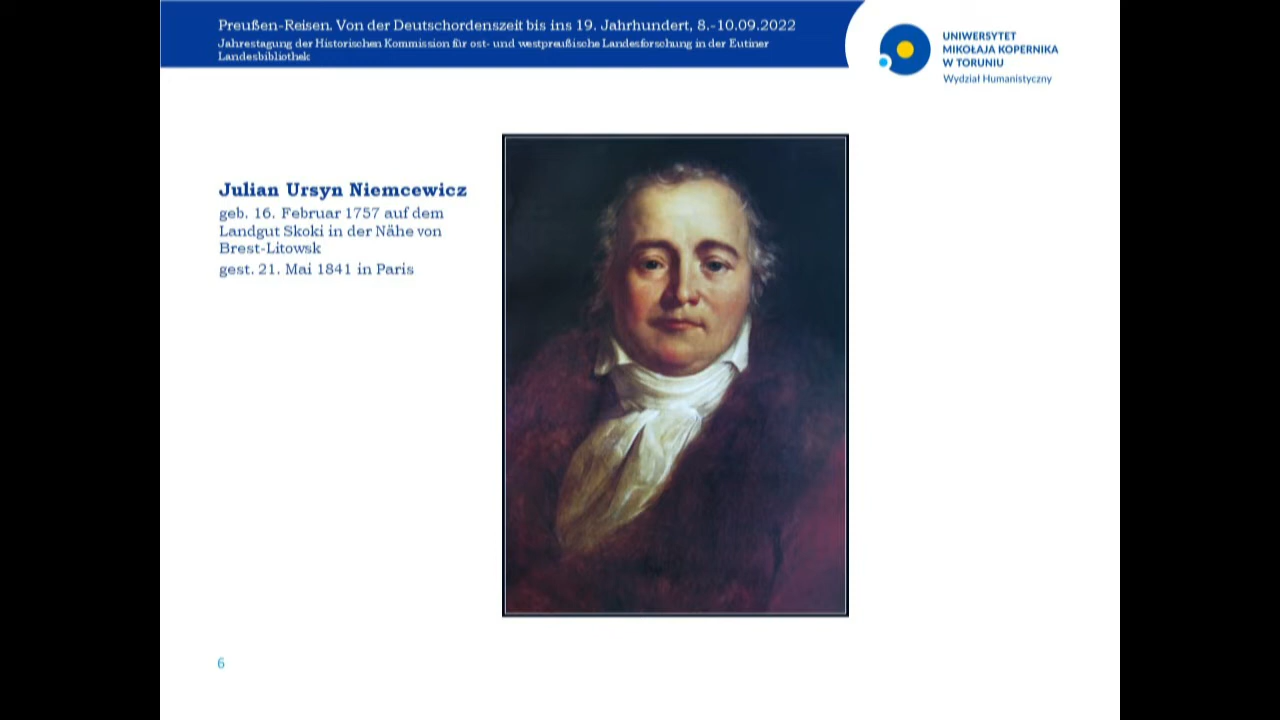 Preußen-Reisen. Von der Deutschordenszeit bis ins 19. Jahrhundert, 8.-10.09.2022
Jahrestagung der Historischen Kommission für ost- und westpreußische Landesforschung in der Eutiner
Landesbibliothek
UNIWERSYTET
MIKOŁAJA KOPERNIKA
W TORUNIU
Wydział Humanistyczny
Julian Ursyn Niemcewicz
geb. 16. Februar 1757 auf dem
Landgut Skoki in der Nähe von
Brest-Litowsk
gest. 21. Mai 1841 in Paris
6